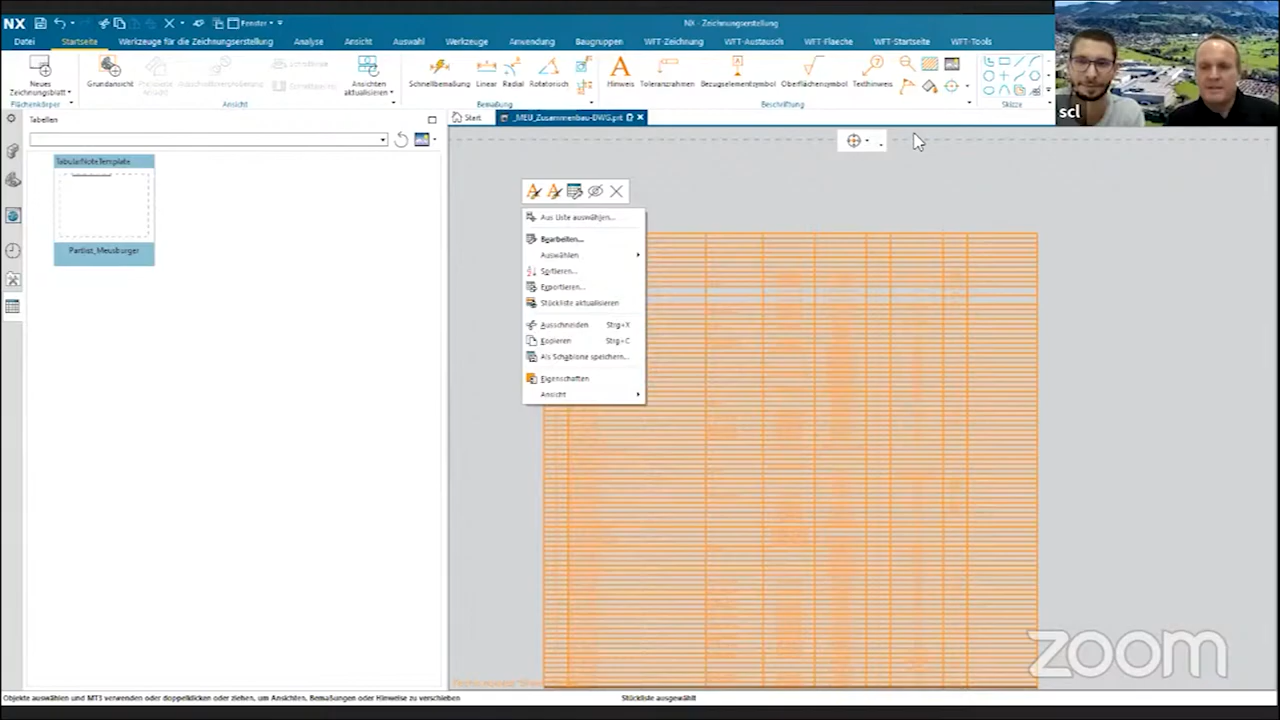 NX
Fenster
NX - Zeichnungserstellung
Datei
Startseite
Werkzeuge für die Zeichnungserstellung
Analyse
Ansicht
Auswahl
Werkzeuge
Anwendung
Baugruppen
WFT-Zeichnung
WFT-Austausch
WFT-Flaeche
WFT-Startseite
WFT-Tools
Neues
Zeichnungsblatt
Grundansicht
Ansichten
aktualisieren
Schnellbemaßung
Linear
Radial
Rotatorisch
Hinweis
Toleranzrahmen
Bezugselementsymbol
Oberflächensymbol
Texthinweis
Ansicht
Bemaßung
Beschriftung
Skizze
scl
Tabellen
Start
_MEU_Zusammenbau-DWG.prt
TabularNoteTemplate
Partlist_Meusburger
Aus Liste auswählen...
Bearbeiten...
Auswählen
Sortieren...
Exportieren...
Stückliste aktualisieren
Ausschneiden Strg+X
Kopieren Strg+C
Als Schablone speichern...
Eigenschaften
Ansicht
zoom
Objekte auswählen und MT3 verwenden oder doppelklicken oder ziehen, um Ansichten, Bemaßungen oder Hinweise zu verschieben
Stückliste ausgewählt